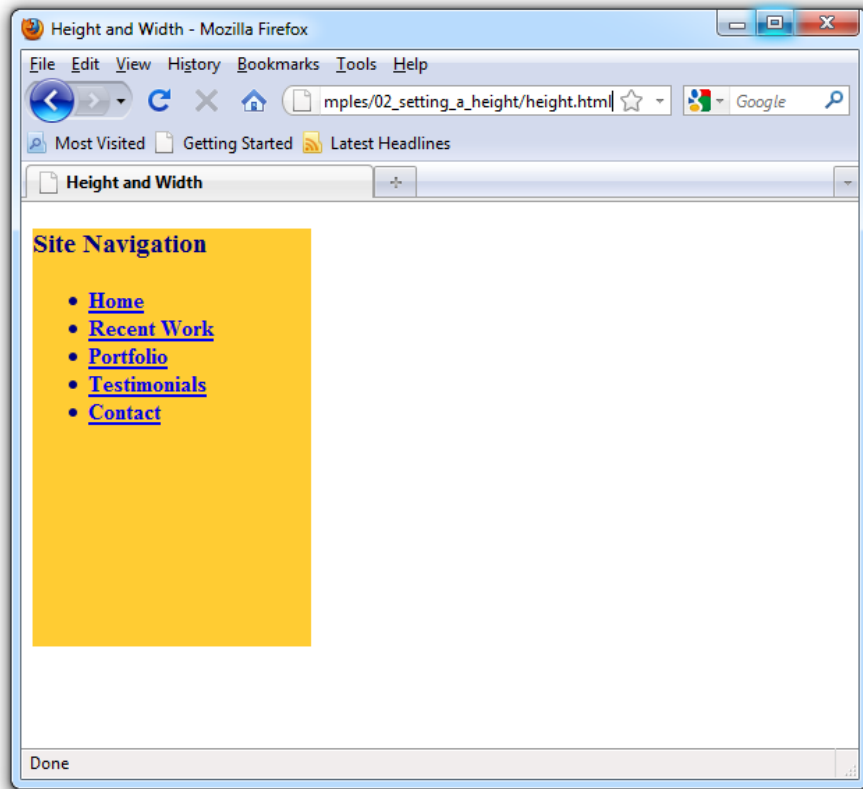 Height and Width - Mozilla Firefox
File Edit View History Bookmarks Tools Help
mples/02_setting_a_height/height.html Google
Most Visited Getting Started Latest Headlines
Height and Width
Site Navigation
Home
Recent Work
Portfolio
Testimonials
Contact
Done